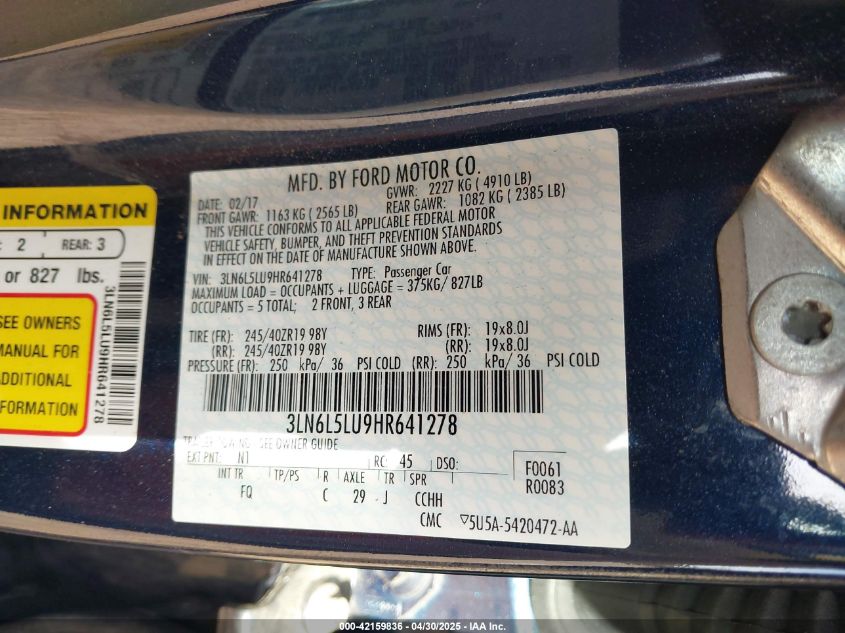 INFORMATION
2 REAR: 3
or 827 lbs.
SEE OWNERS
MANUAL FOR
ADDITIONAL
INFORMATION
3LN6L5LU9HR641278
MFD. BY FORD MOTOR CO.
DATE: 02/17 GVWR: 2227 KG ( 4910 LB)
FRONT GAWR: 1163 KG ( 2565 LB) REAR GAWR: 1082 KG ( 2385 LB)
THIS VEHICLE CONFORMS TO ALL APPLICABLE FEDERAL MOTOR
VEHICLE SAFETY, BUMPER, AND THEFT PREVENTION STANDARDS
IN EFFECT ON THE DATE OF MANUFACTURE SHOWN ABOVE.
VIN: 3LN6L5LU9HR641278 TYPE: Passenger Car
MAXIMUM LOAD = OCCUPANTS + LUGGAGE = 375KG/ 827LB
OCCUPANTS = 5 TOTAL; 2 FRONT, 3 REAR
TIRE (FR): 245/40ZR19 98Y RIMS (FR): 19x8.0J
(RR): 245/40ZR19 98Y (RR): 19x8.0J
PRESSURE (FR): 250 kPa/ 36 PSI COLD (RR): 250 kPa/ 36 PSI COLD
3LN6L5LU9HR641278
TRAILER TOWING - SEE OWNER GUIDE
EXT PNT: N1 RC: 45 DSO: F0061
INT TR TP/PS R AXLE TR SPR R0083
FQ C 29 J CCHH
CMC ▽5U5A-5420472-AA
000-42159836 - 04/30/2025 - IAA Inc.